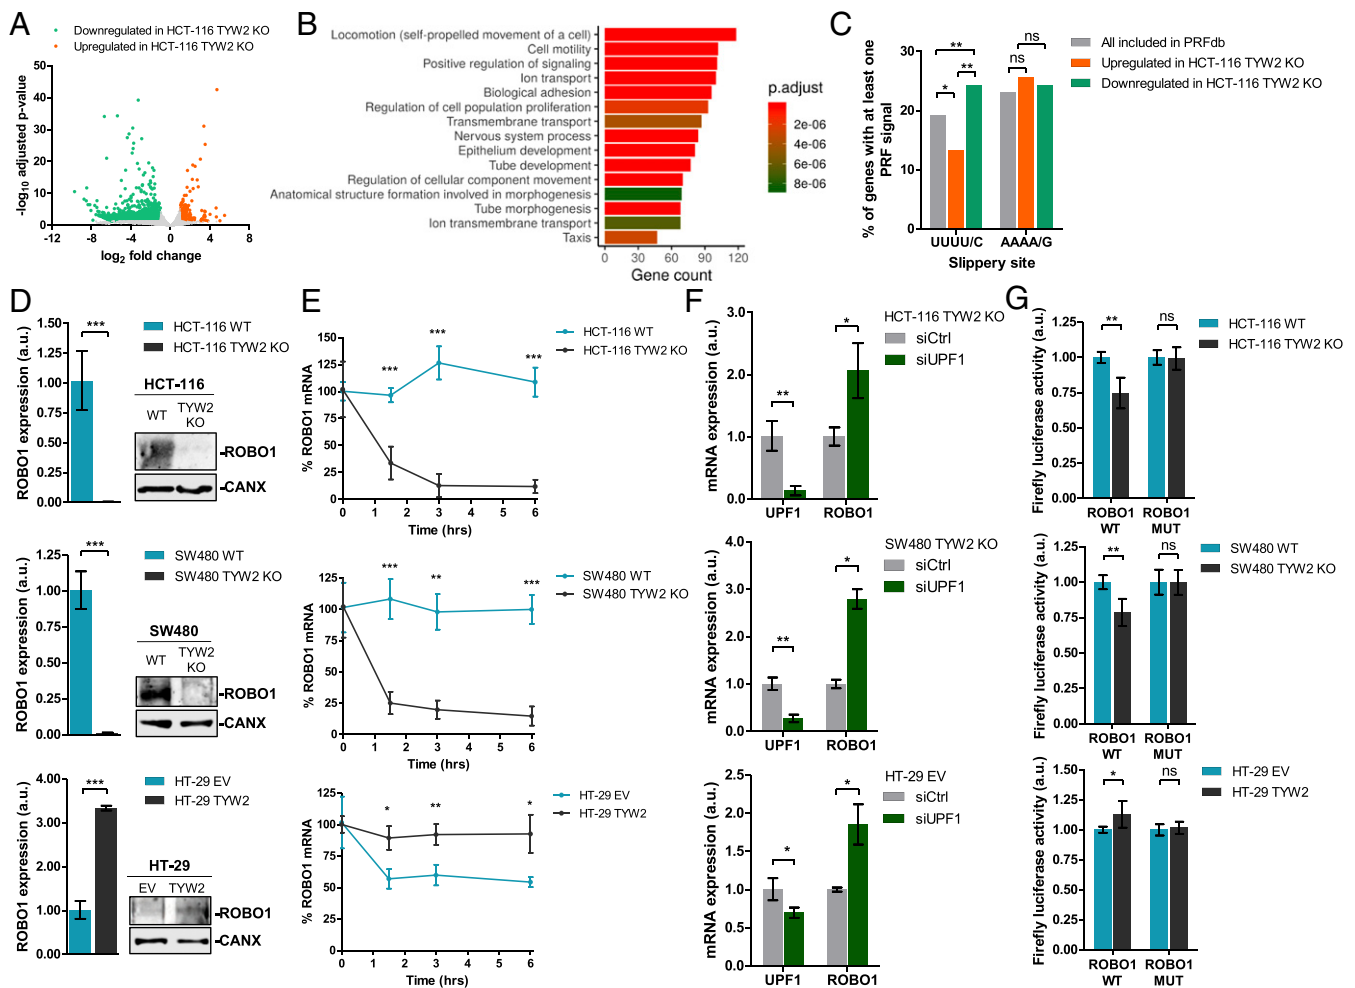 A
Downregulated in HCT-116 TYW2 KO
Upregulated in HCT-116 TYW2 KO
-log10 adjusted p-value
50
40
30
20
10
0
-12 -8 -4 0 4 8
log2 fold change
B
Locomotion (self-propelled movement of a cell)
Cell motility
Positive regulation of signaling
Ion transport
Biological adhesion
Regulation of cell population proliferation
Transmembrane transport
Nervous system process
Epithelium development
Tube development
Regulation of cellular component movement
Anatomical structure formation involved in morphogenesis
Tube morphogenesis
Ion transmembrane transport
Taxis
0 30 60 90 120
Gene count
p.adjust
2e-06
4e-06
6e-06
8e-06
C
All included in PRFdb
Upregulated in HCT-116 TYW2 KO
Downregulated in HCT-116 TYW2 KO
% of genes with at least one
PRF signal
30
20
10
0
** ns
** ns
*
UUUU/C AAAA/G
Slippery site
D
ROBO1 expression (a.u.)
1.50
1.25
1.00
0.75
0.50
0.25
0.00
***
HCT-116 WT
HCT-116 TYW2 KO
HCT-116
WT TYW2
KO
-ROBO1
-CANX
ROBO1 expression (a.u.)
1.25
1.00
0.75
0.50
0.25
0.00
***
SW480 WT
SW480 TYW2 KO
SW480
WT TYW2
KO
-ROBO1
-CANX
ROBO1 expression (a.u.)
4.00
3.00
2.00
1.00
0.00
***
HT-29 EV
HT-29 TYW2
HT-29
EV TYW2
-ROBO1
-CANX
E
% ROBO1 mRNA
150
125
100
75
50
25
0
*** *** ***
HCT-116 WT
HCT-116 TYW2 KO
0 1 2 3 4 5 6
Time (hrs)
% ROBO1 mRNA
125
100
75
50
25
0
*** ** ***
SW480 WT
SW480 TYW2 KO
0 1 2 3 4 5 6
Time (hrs)
% ROBO1 mRNA
125
100
75
50
25
0
* ** *
HT-29 EV
HT-29 TYW2
0 1 2 3 4 5 6
Time (hrs)
F
mRNA expression (a.u.)
3.0
2.0
1.0
0.0
** *
HCT-116 TYW2 KO
siCtrl
siUPF1
UPF1 ROBO1
mRNA expression (a.u.)
4.0
3.0
2.0
1.0
0.0
** *
SW480 TYW2 KO
siCtrl
siUPF1
UPF1 ROBO1
mRNA expression (a.u.)
2.5
2.0
1.5
1.0
0.5
0.0
* *
HT-29 EV
siCtrl
siUPF1
UPF1 ROBO1
G
Firefly luciferase activity (a.u.)
1.25
1.00
0.75
0.50
0.25
0.00
** ns
HCT-116 WT
HCT-116 TYW2 KO
ROBO1 ROBO1
WT MUT
Firefly luciferase activity (a.u.)
1.25
1.00
0.75
0.50
0.25
0.00
** ns
SW480 WT
SW480 TYW2 KO
ROBO1 ROBO1
WT MUT
Firefly luciferase activity (a.u.)
1.50
1.25
1.00
0.75
0.50
0.25
0.00
* ns
HT-29 EV
HT-29 TYW2
ROBO1 ROBO1
WT MUT